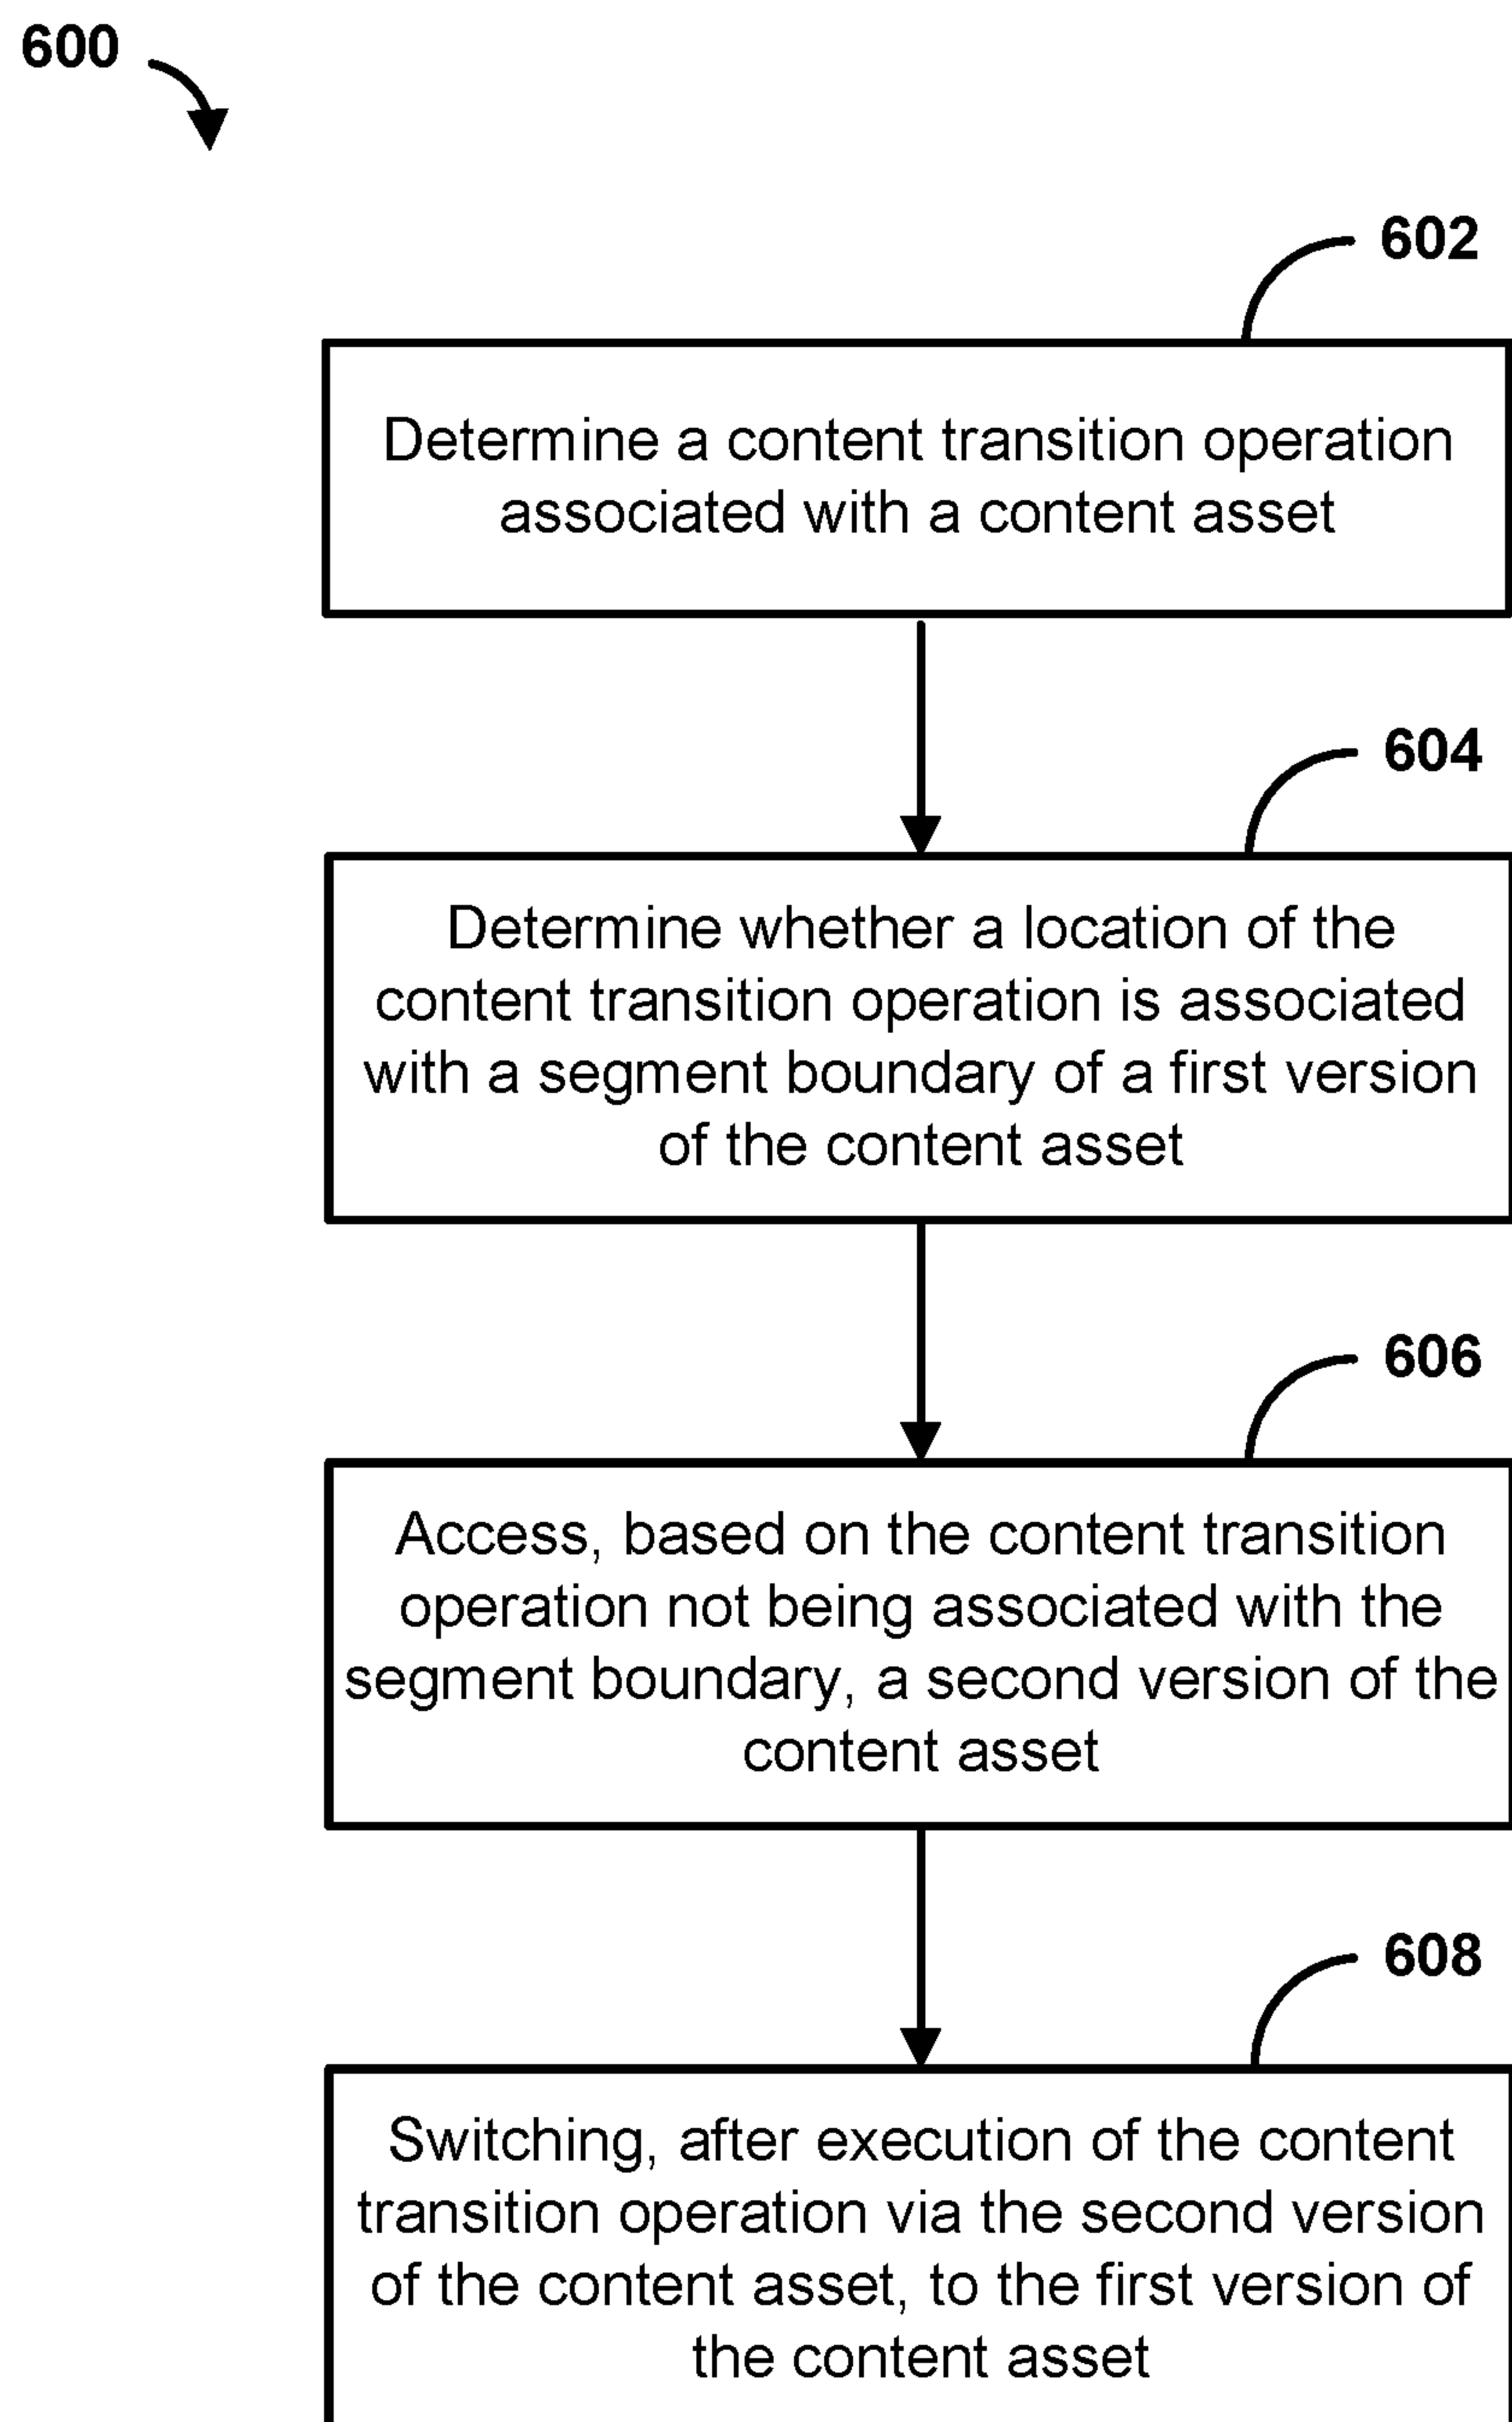 600
602
Determine a content transition operation
associated with a content asset
604
Determine whether a location of the
content transition operation is associated
with a segment boundary of a first version
of the content asset
606
Access, based on the content transition
operation not being associated with the
segment boundary, a second version of the
content asset
608
Switching, after execution of the content
transition operation via the second version
of the content asset, to the first version of
the content asset